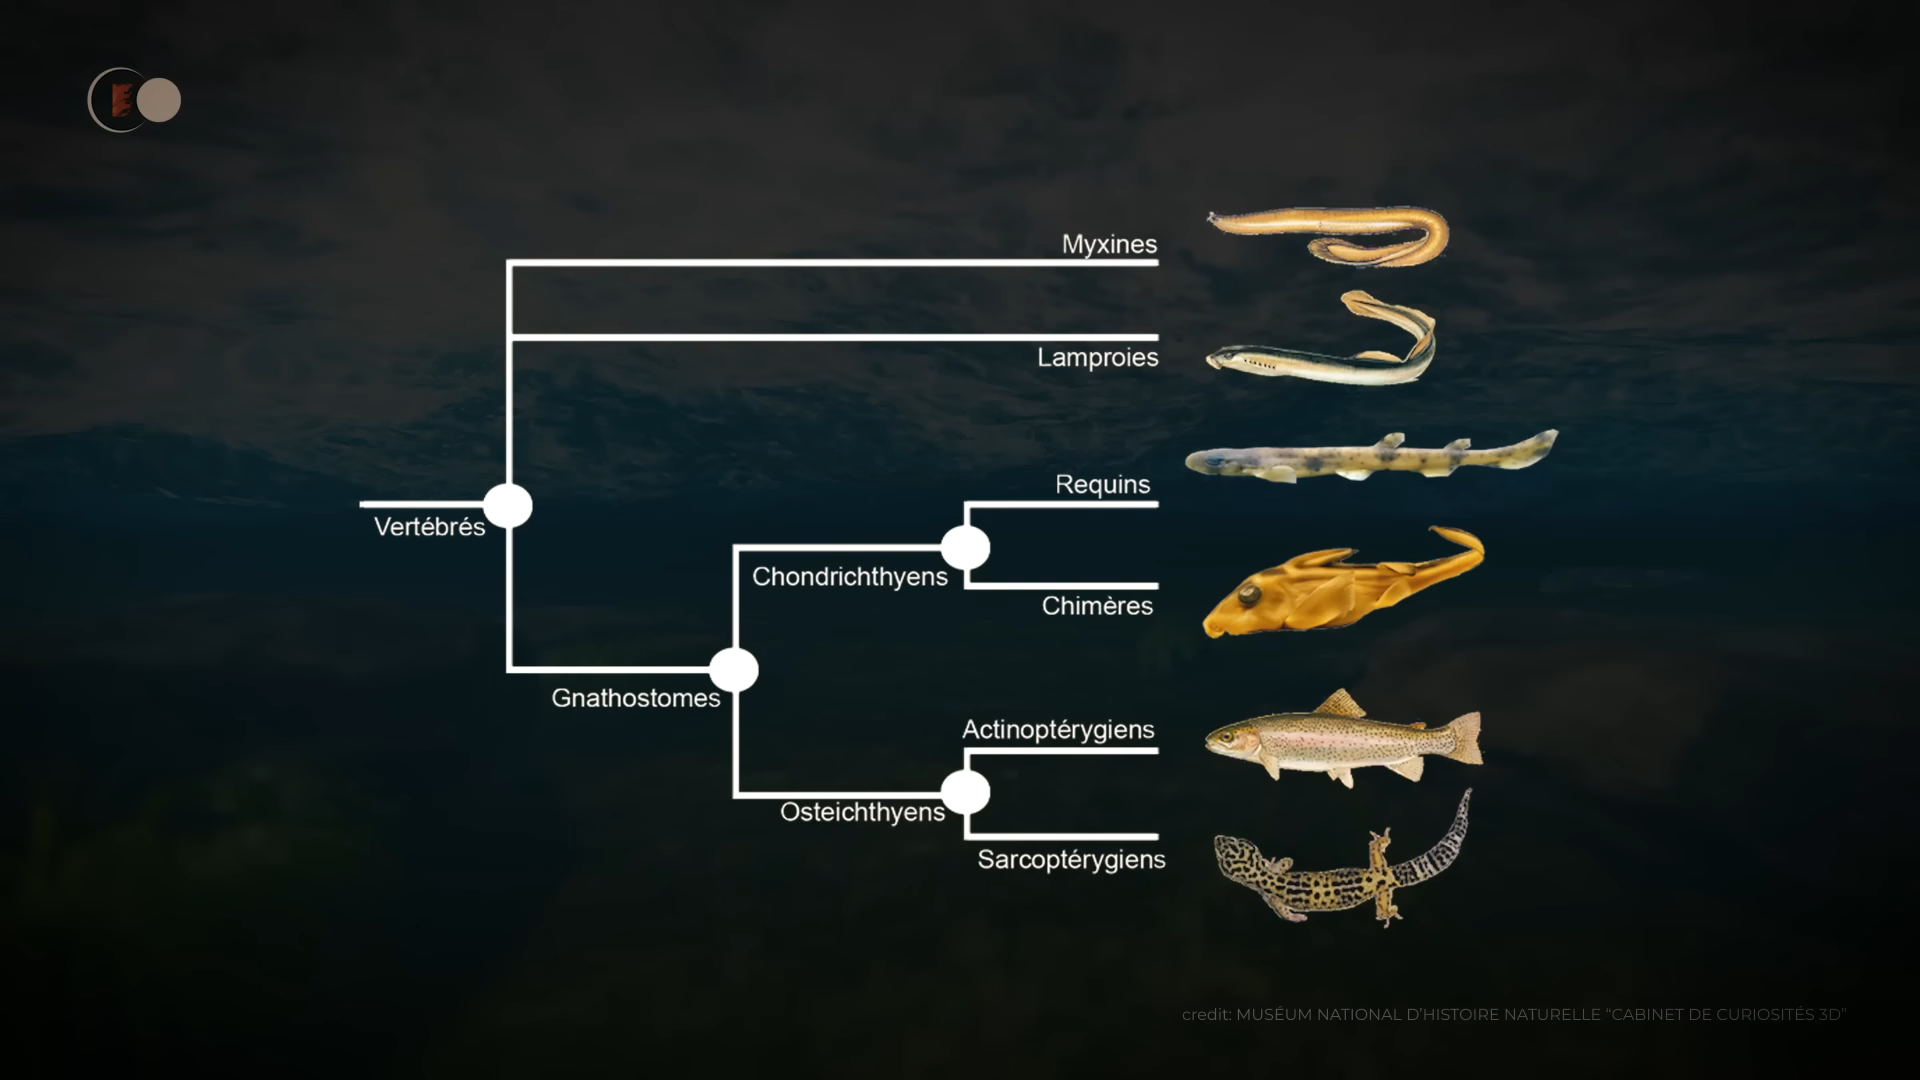 Myxines
Lamproies
Requins
Vertébrés
Chondrichthyens
Chimères
Gnathostomes
Actinoptérygiens
Osteichthyens
Sarcoptérygiens
credit: MUSÉUM NATIONAL D'HISTOIRE NATURELLE “CABINET DE CURIOSITÉS 3D”